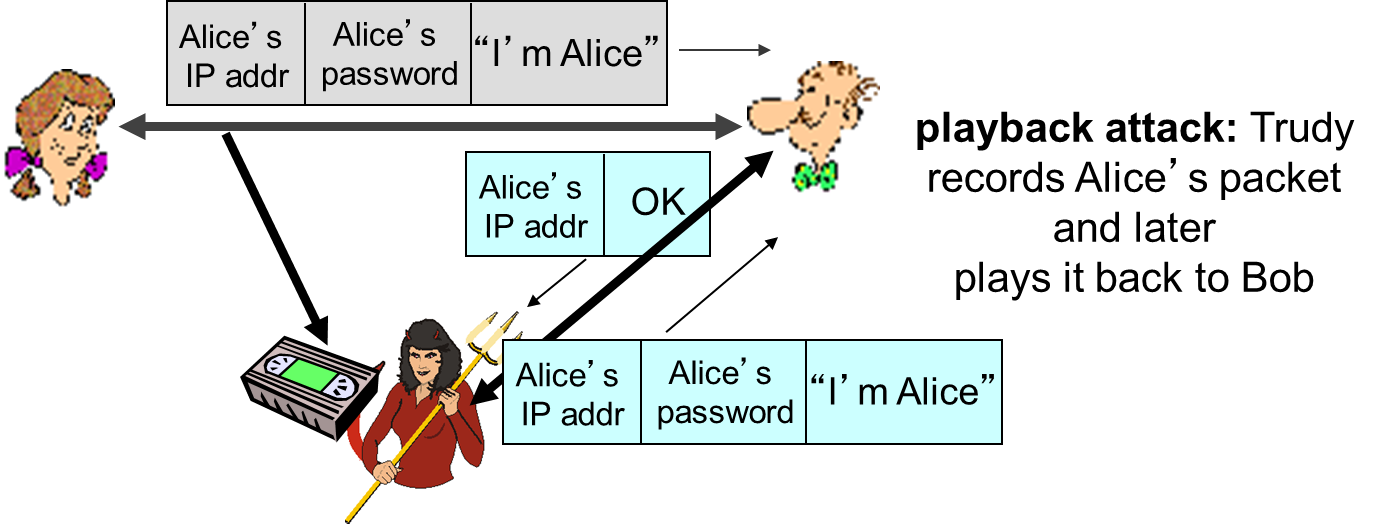 Alice’s
IP addr
Alice’s
password
“I’m Alice”
playback attack: Trudy
records Alice’s packet
and later
plays it back to Bob
Alice’s
IP addr
OK
Alice’s
IP addr
Alice’s
password
“I’m Alice”